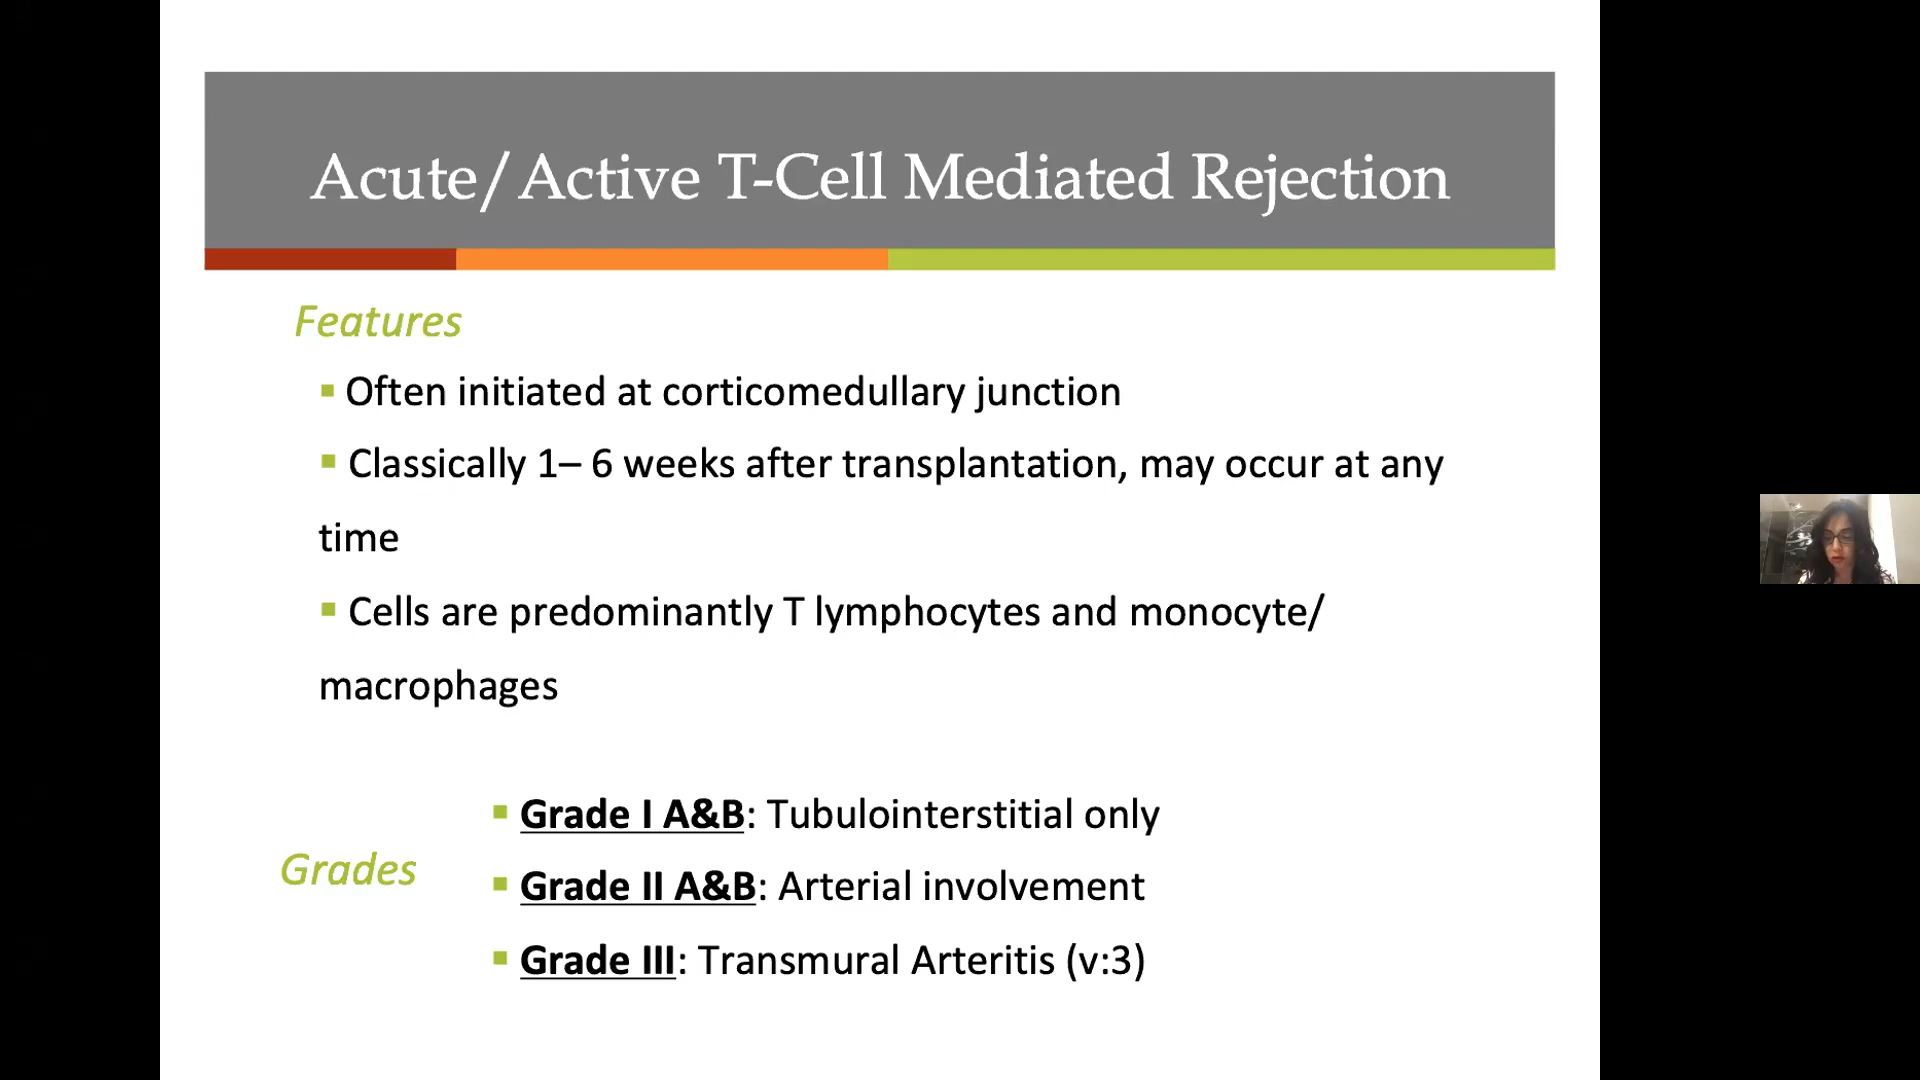 Acute/Active T-Cell Mediated Rejection
Features
▪ Often initiated at corticomedullary junction
▪ Classically 1– 6 weeks after transplantation, may occur at any
time
▪ Cells are predominantly T lymphocytes and monocyte/
macrophages
Grades
▪ Grade I A&B: Tubulointerstitial only
▪ Grade II A&B: Arterial involvement
▪ Grade III: Transmural Arteritis (v:3)